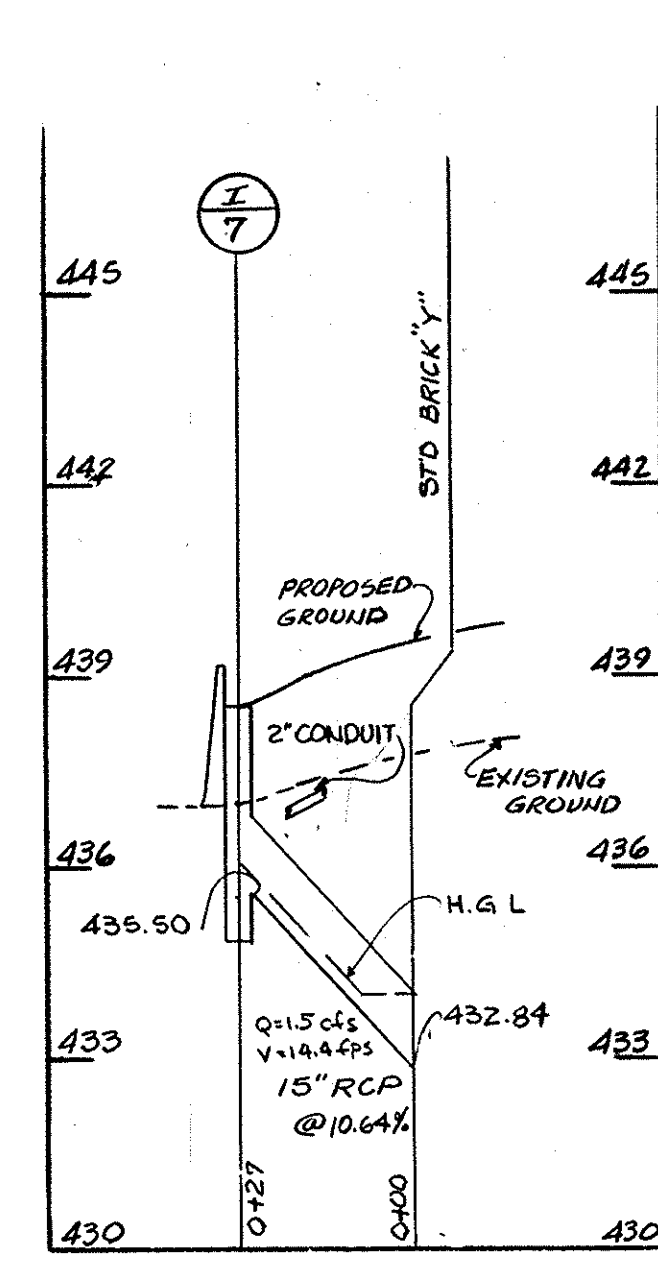 I
7
445
445
STD BRICK "Y"
442
442
PROPOSED
GROUND
439
439
2" CONDUIT
EXISTING
GROUND
436
436
H.G L
435.50
432.84
Q=1.5 cfs
V=14.4 fps
433
433
15" RCP
@10.64%
0+27
0+00
430
430